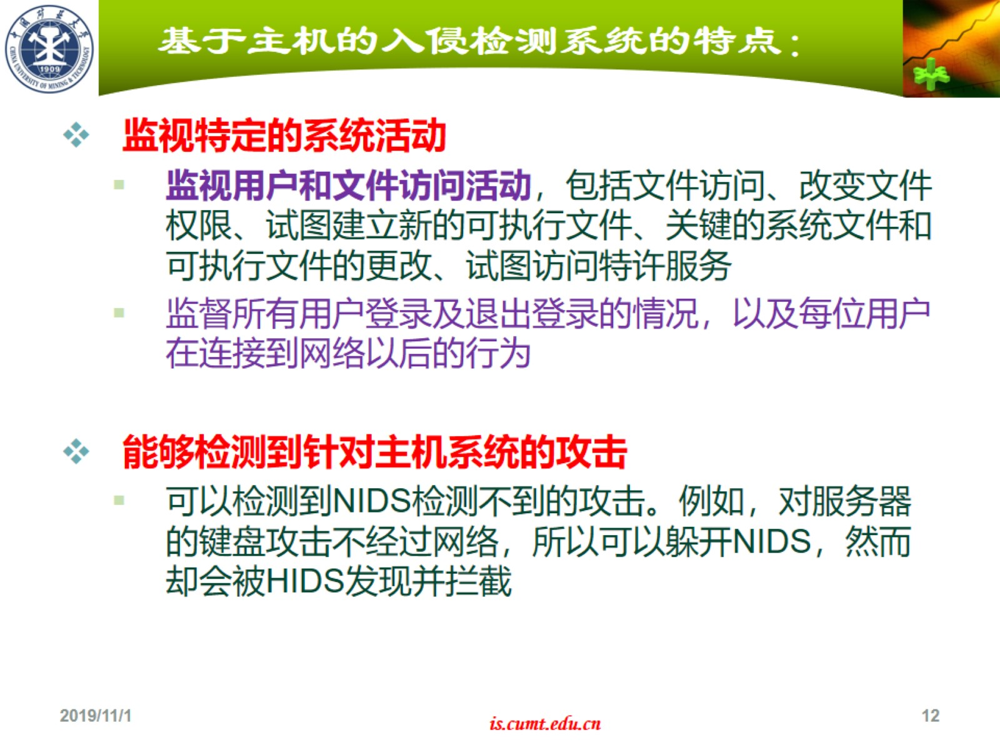 中国矿业大学
CHINA UNIVERSITY OF MINING & TECHNOLOGY
1909
基于主机的入侵检测系统的特点：
监视特定的系统活动
监视用户和文件访问活动，包括文件访问、改变文件
权限、试图建立新的可执行文件、关键的系统文件和
可执行文件的更改、试图访问特许服务
监督所有用户登录及退出登录的情况，以及每位用户
在连接到网络以后的行为
能够检测到针对主机系统的攻击
可以检测到NIDS检测不到的攻击。例如，对服务器
的键盘攻击不经过网络，所以可以躲开NIDS，然而
却会被HIDS发现并拦截
2019/11/1
is.cumt.edu.cn
12